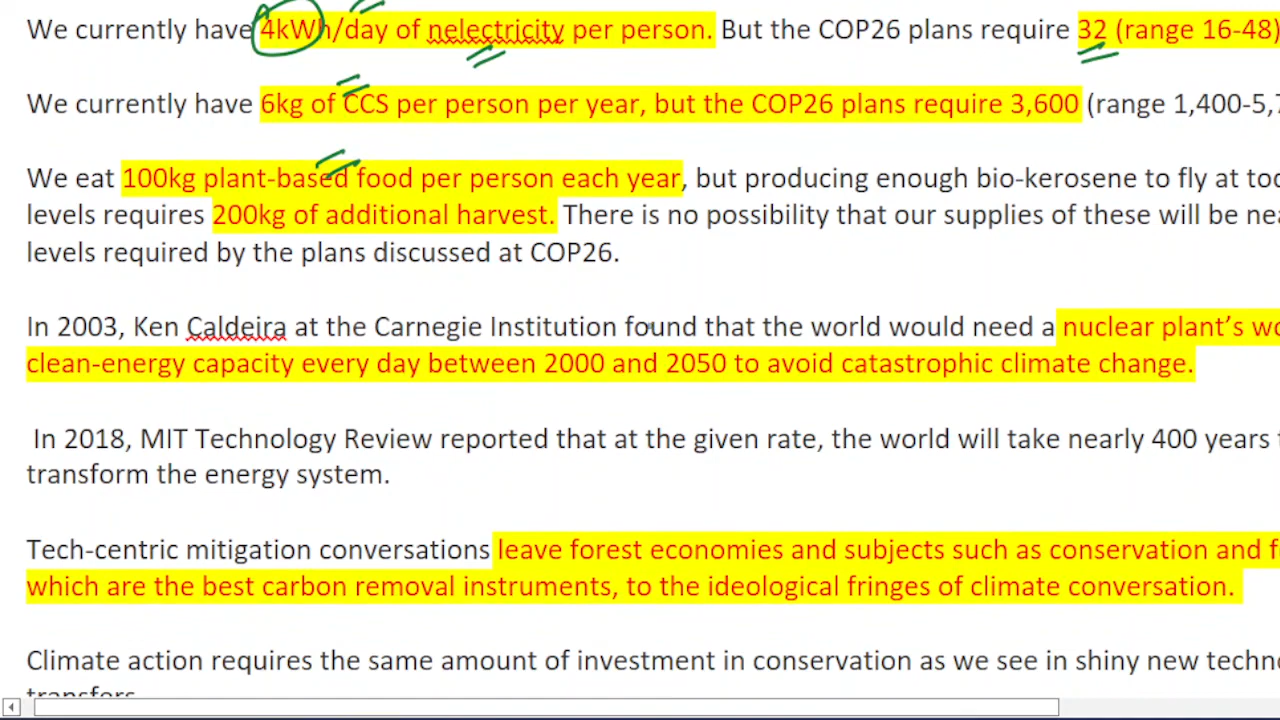 We currently have 4kWh/day of nelectricity per person. But the COP26 plans require 32 (range 16-48)
We currently have 6kg of CCS per person per year, but the COP26 plans require 3,600 (range 1,400-5,7
We eat 100kg plant-based food per person each year, but producing enough bio-kerosene to fly at
levels requires 200kg of additional harvest. There is no possibility that our supplies of these will be
levels required by the plans discussed at COP26.
In 2003, Ken Caldeira at the Carnegie Institution found that the world would need a nuclear plant’s
clean-energy capacity every day between 2000 and 2050 to avoid catastrophic climate change.
In 2018, MIT Technology Review reported that at the given rate, the world will take nearly 400 years
transform the energy system.
Tech-centric mitigation conversations leave forest economies and subjects such as conservation and
which are the best carbon removal instruments, to the ideological fringes of climate conversation.
Climate action requires the same amount of investment in conservation as we see in shiny new
transfers